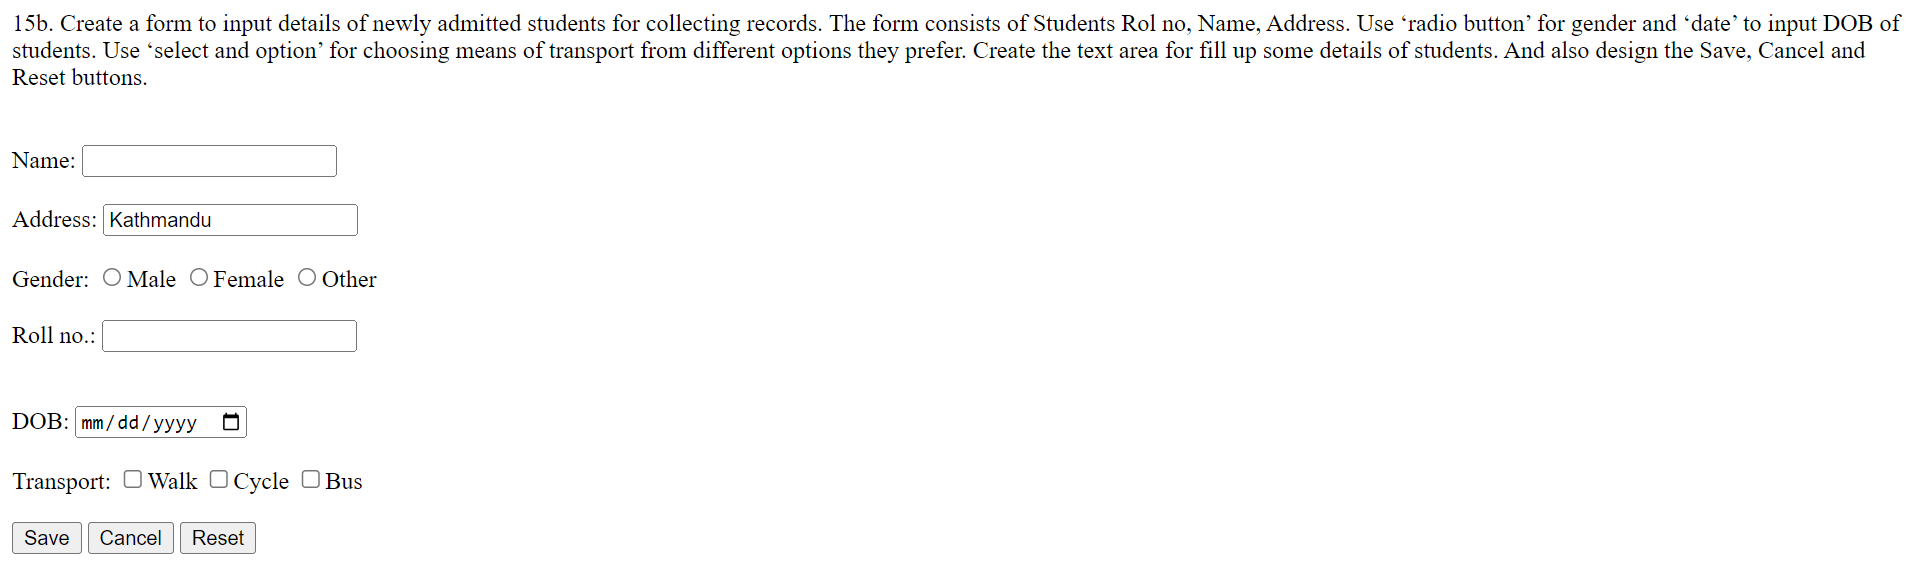 15b. Create a form to input details of newly admitted students for collecting records. The form consists of Students Rol no, Name, Address. Use ‘radio button’ for gender and ‘date’ to input DOB of
students. Use ‘select and option’ for choosing means of transport from different options they prefer. Create the text area for fill up some details of students. And also design the Save, Cancel and
Reset buttons.
Name:
Address: Kathmandu
Gender: Male Female Other
Roll no.:
DOB: mm/dd/yyyy
Transport: Walk Cycle Bus
Save Cancel Reset